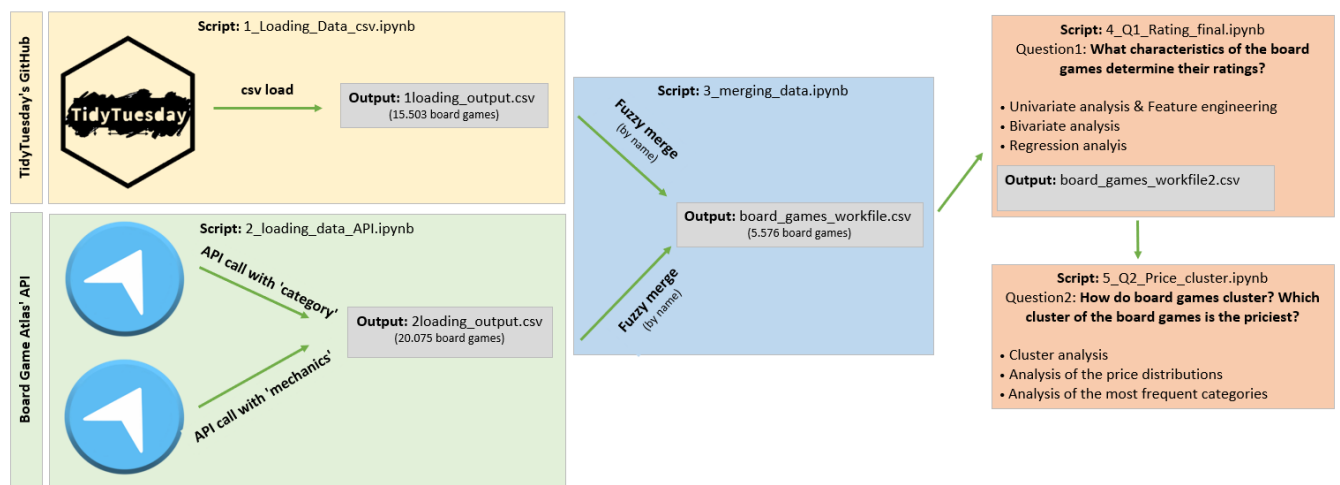 TidyTuesday's GitHub
Script: 1_Loading_Data_csv.ipynb
TidyTuesday
csv load
Output: 1loading_output.csv
(15.503 board games)
Board Game Atlas' API
Script: 2_loading_data_API.ipynb
API call with 'category'
API call with 'mechanics'
Output: 2loading_output.csv
(20.075 board games)
Script: 3_merging_data.ipynb
Fuzzy merge
(by name)
Output: board_games_workfile.csv
(5.576 board games)
Fuzzy merge
(by name)
Script: 4_Q1_Rating_final.ipynb
Question1: What characteristics of the board
games determine their ratings?
• Univariate analysis & Feature engineering
• Bivariate analysis
• Regression analyis
Output: board_games_workfile2.csv
Script: 5_Q2_Price_cluster.ipynb
Question2: How do board games cluster? Which
cluster of the board games is the priciest?
• Cluster analysis
• Analysis of the price distributions
• Analysis of the most frequent categories